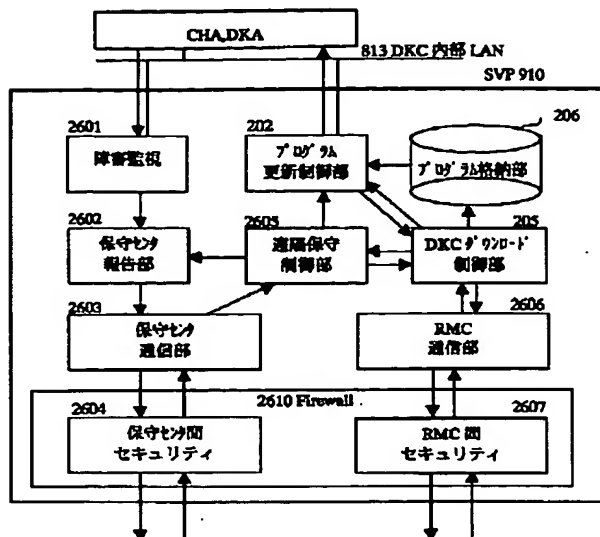 CHA,DKA
813 DKC 内部 LAN
SVP 910
2601
障害監視
202
プログラム
更新制御部
206
プログラム格納部
2602
保守センタ
報告部
2605
遠隔保守
制御部
205
DKCダウンロード
制御部
2603
保守センタ
通信部
2606
RMC
通信部
2610 Firewall
2604
保守センタ間
セキュリティ
2607
RMC 間
セキュリティ